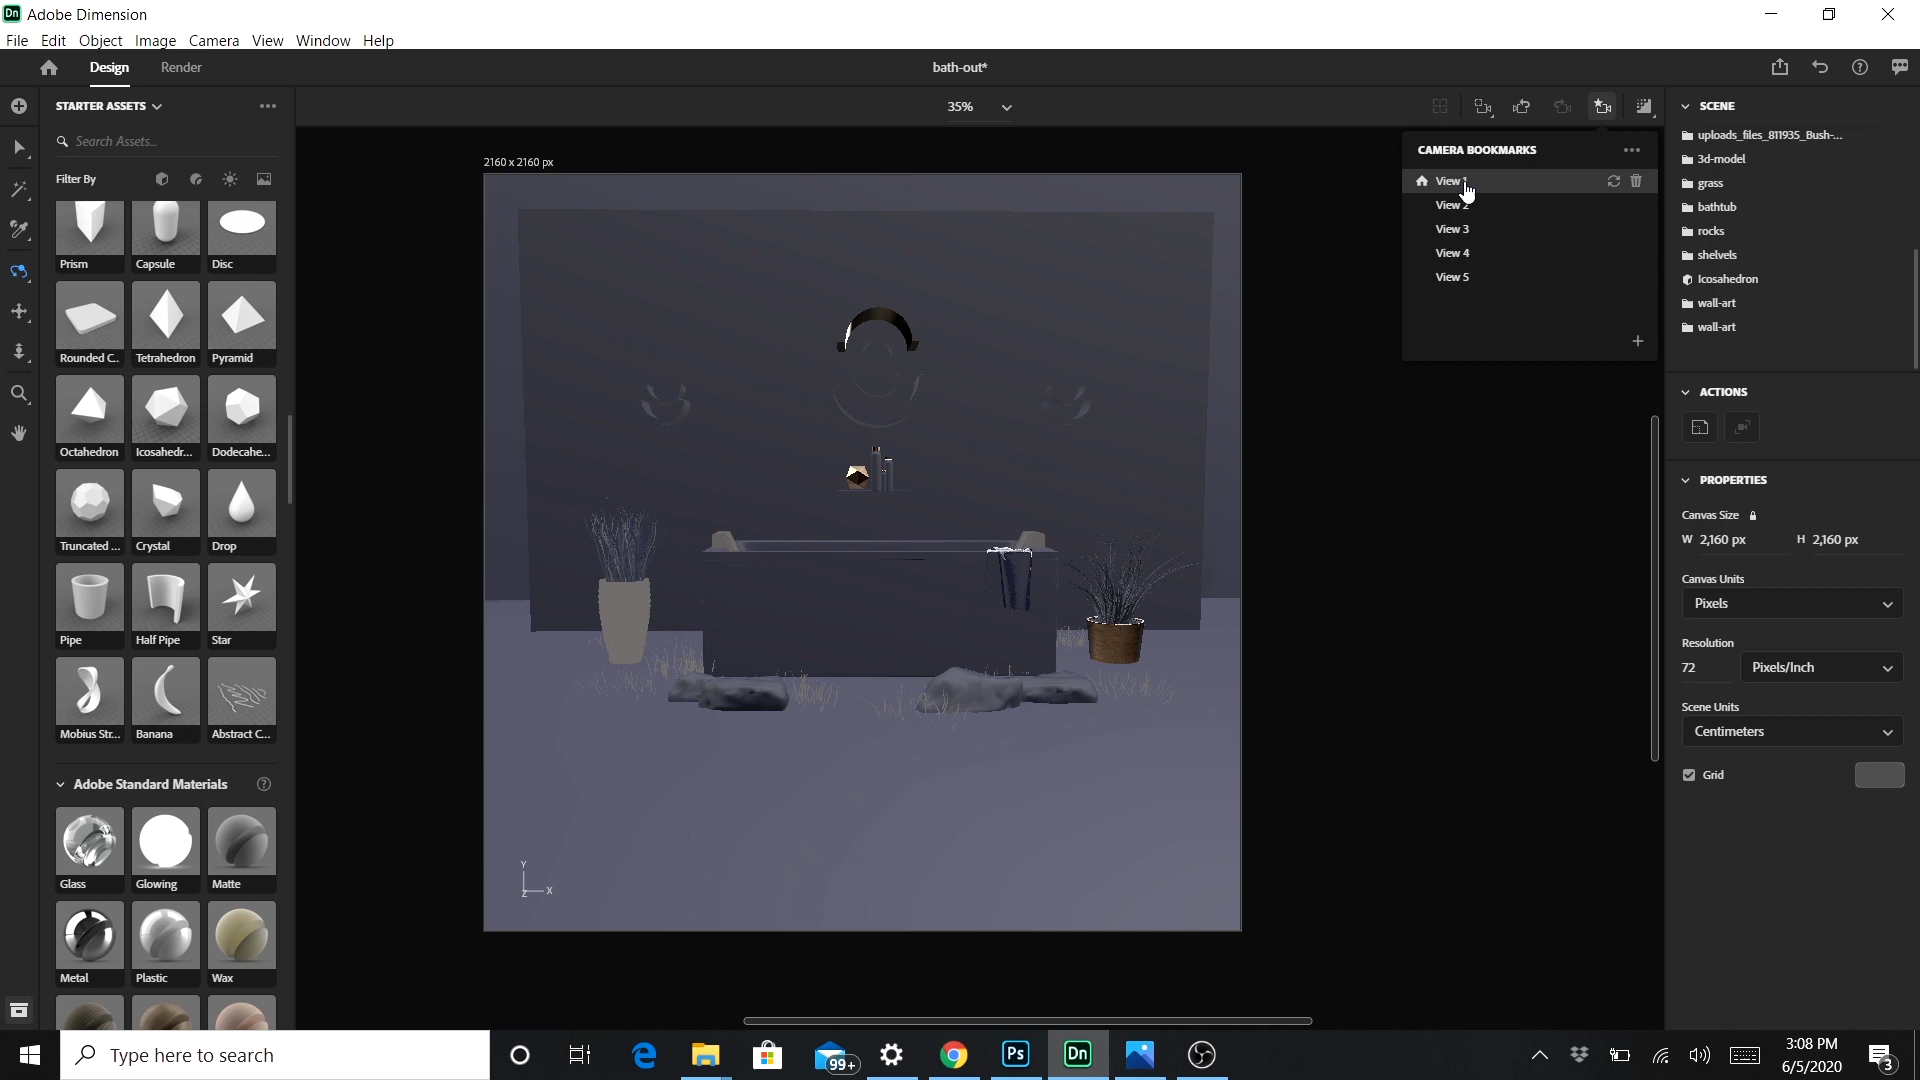 Dn Adobe Dimension
File Edit Object Image Camera View Window Help
Design Render bath-out*
STARTER ASSETS
35%
SCENE
Search Assets...
Filter By
Prism Capsule Disc
Rounded C... Tetrahedron Pyramid
Octahedron Icosahedr... Dodecahe...
Truncated ... Crystal Drop
Pipe Half Pipe Star
Mobius Str... Banana Abstract C...
Adobe Standard Materials
Glass Glowing Matte
Metal Plastic Wax
2160 x 2160 px
Y
Z X
CAMERA BOOKMARKS
View 1
View 2
View 3
View 4
View 5
uploads_files_811935_Bush-...
3d-model
grass
bathtub
rocks
shelvels
Icosahedron
wall-art
wall-art
ACTIONS
PROPERTIES
Canvas Size
W 2,160 px H 2,160 px
Canvas Units
Pixels
Resolution
72 Pixels/Inch
Scene Units
Centimeters
Grid
Type here to search
99+
Ps
Dn
3:08 PM
6/5/2020
3